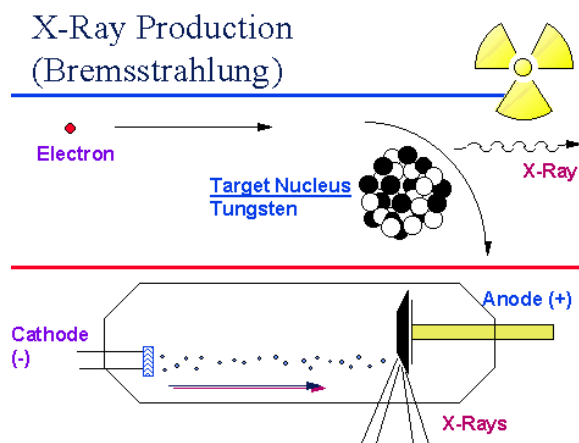 X-Ray Production
(Bremsstrahlung)
Electron
X-Ray
Target Nucleus
Tungsten
Anode (+)
Cathode
(-)
X-Rays